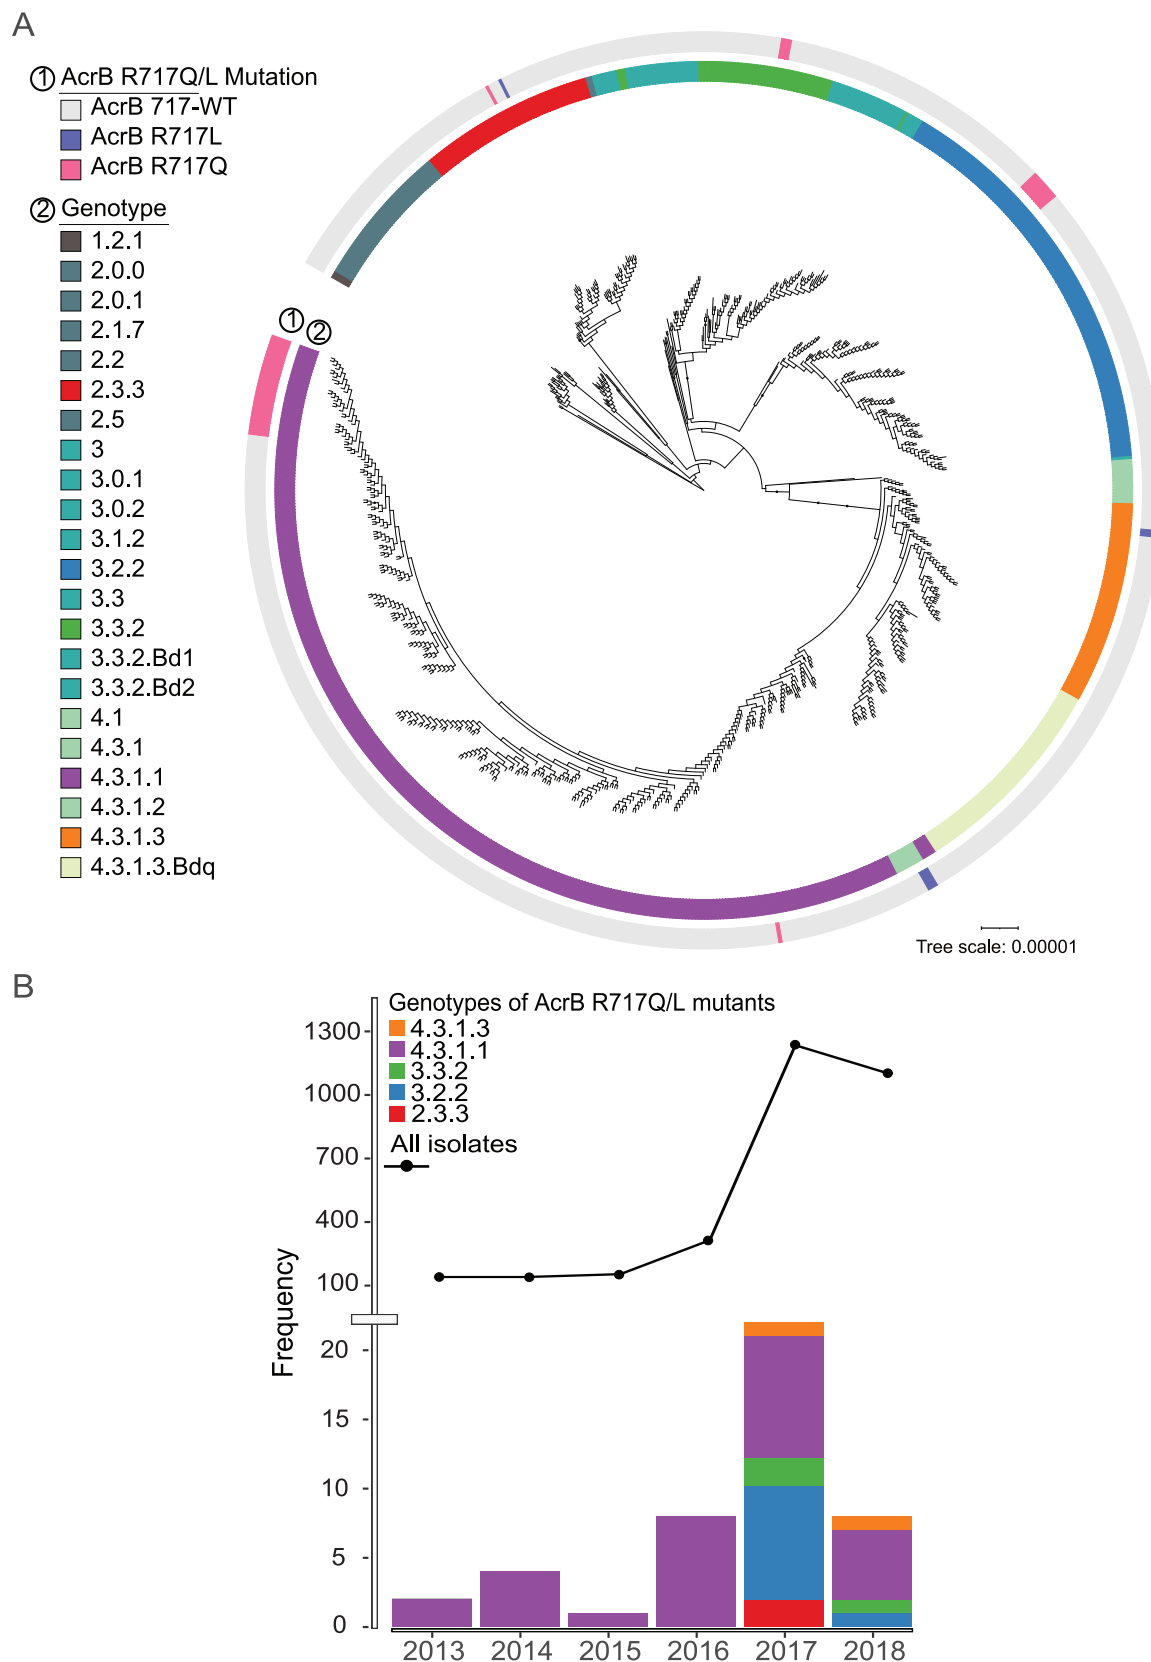 A
① AcrB R717Q/L Mutation
AcrB 717-WT
AcrB R717L
AcrB R717Q
② Genotype
1.2.1
2.0.0
2.0.1
2.1.7
2.2
2.3.3
2.5
3
3.0.1
3.0.2
3.1.2
3.2.2
3.3
3.3.2
3.3.2.Bd1
3.3.2.Bd2
4.1
4.3.1
4.3.1.1
4.3.1.2
4.3.1.3
4.3.1.3.Bdq
① ②
Tree scale: 0.00001
B
Genotypes of AcrB R717Q/L mutants
4.3.1.3
4.3.1.1
3.3.2
3.2.2
2.3.3
All isolates
Frequency
1300
1000
700
400
100
20
15
10
5
0
2013 2014 2015 2016 2017 2018